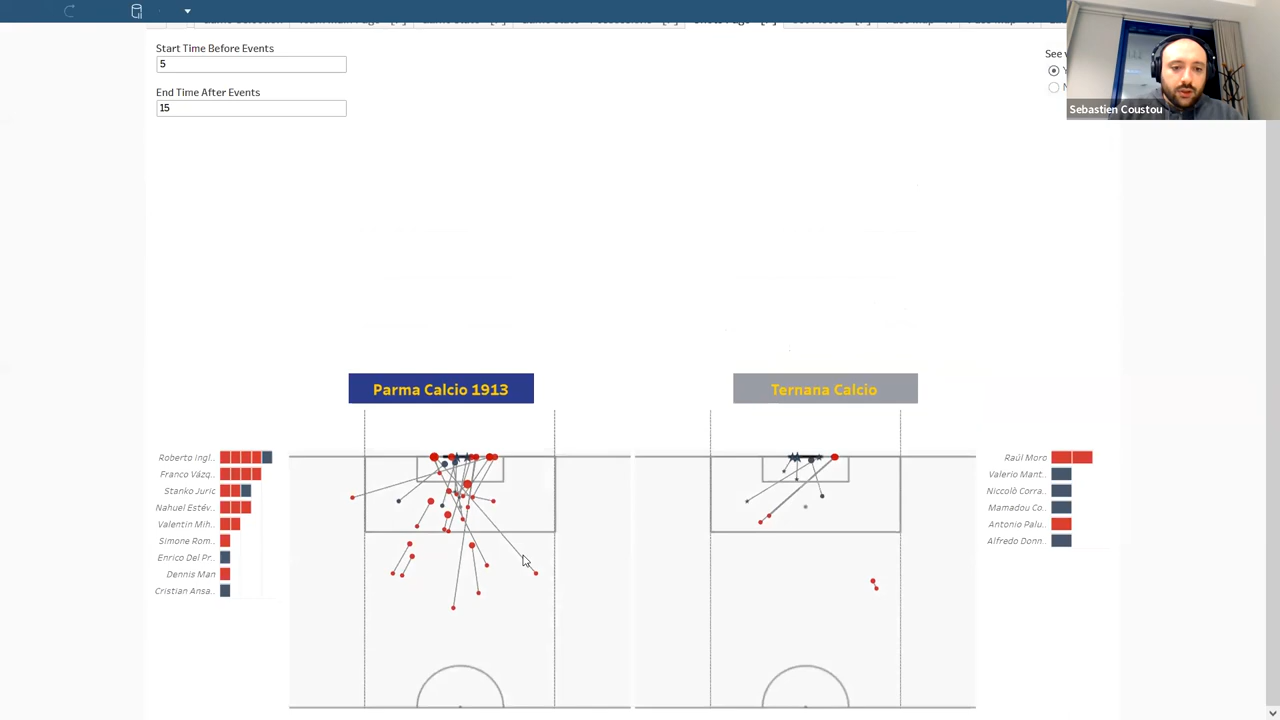 Start Time Before Events
5
End Time After Events
15
See
Sebastien Coustou
Parma Calcio 1913
Ternana Calcio
Roberto Ingl..
Franco Vázq..
Stanko Juric
Nahuel Estév..
Valentin Mih..
Simone Rom..
Enrico Del Pr..
Dennis Man
Cristian Ansa..
Raúl Moro
Valerio Mant..
Niccolò Corra..
Mamadou Co..
Antonio Palu..
Alfredo Donn..